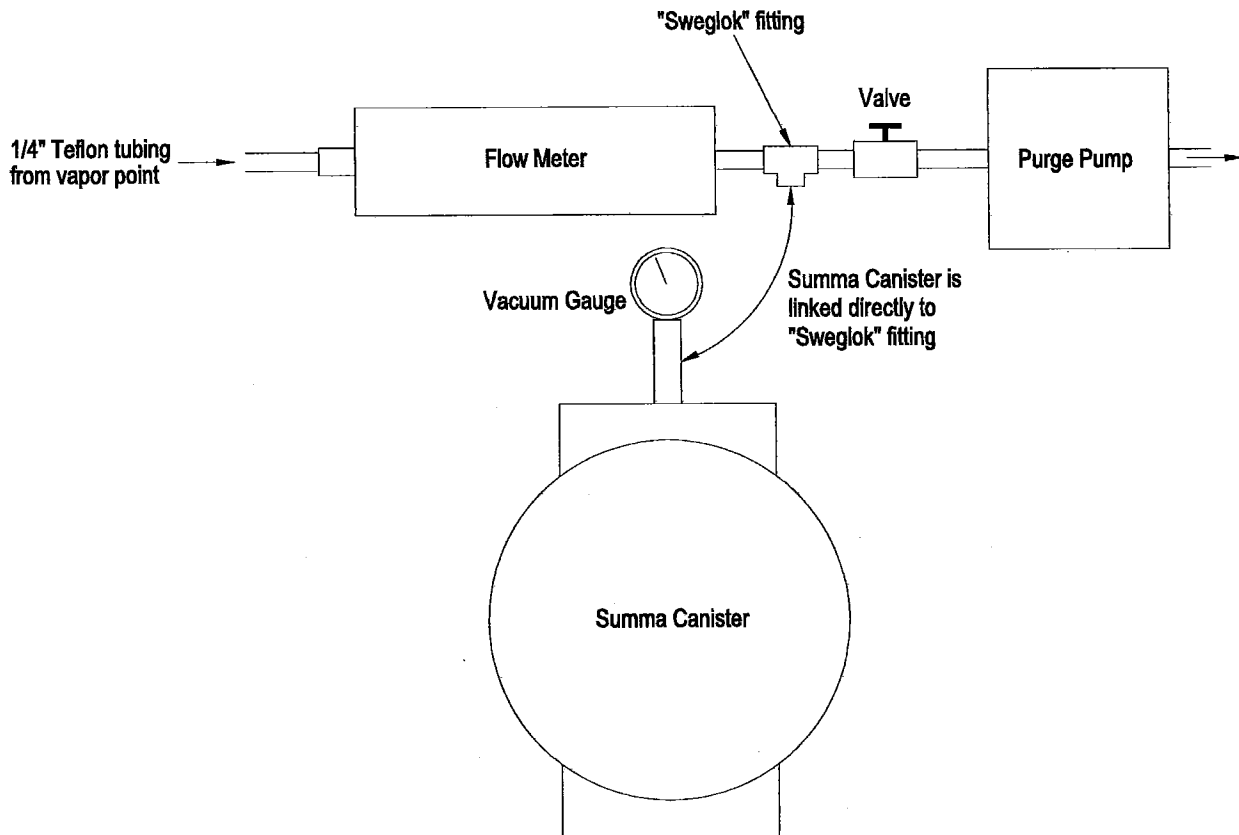 "Sweglok" fitting
Valve
1/4" Teflon tubing
from vapor point
Flow Meter
Purge Pump
Vacuum Gauge
Summa Canister is
linked directly to
"Sweglok" fitting
Summa Canister